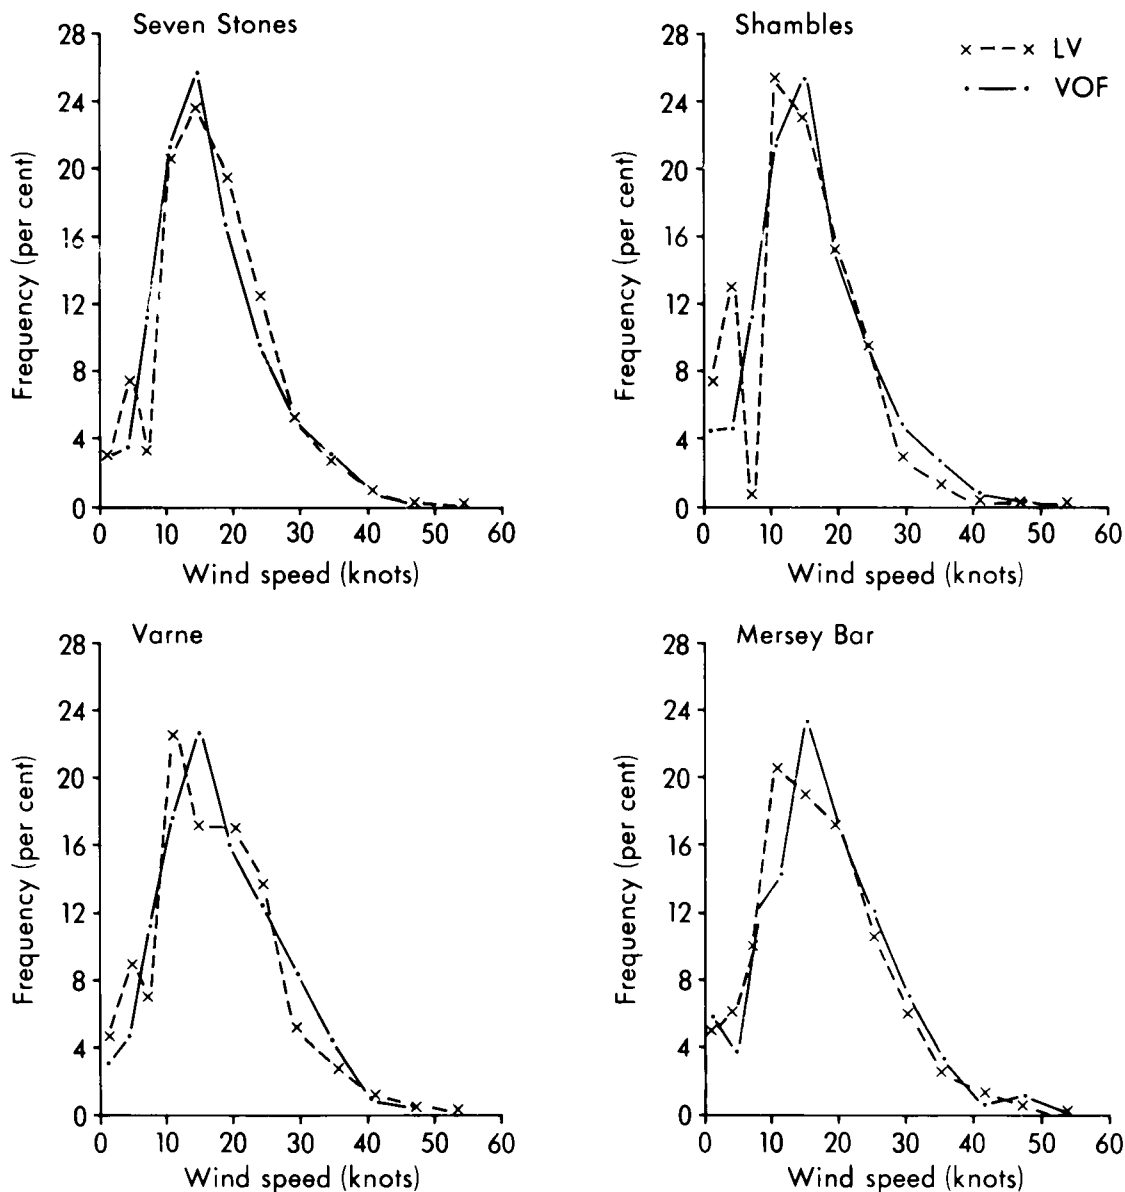 Seven Stones
28
24
20
16
12
8
4
0
Frequency (per cent)
0 10 20 30 40 50 60
Wind speed (knots)
Shambles
LV
VOF
28
24
20
16
12
8
4
0
Frequency (per cent)
0 10 20 30 40 50 60
Wind speed (knots)
Varne
28
24
20
16
12
8
4
0
Frequency (per cent)
0 10 20 30 40 50 60
Wind speed (knots)
Mersey Bar
28
24
20
16
12
8
4
0
Frequency (per cent)
0 10 20 30 40 50 60
Wind speed (knots)